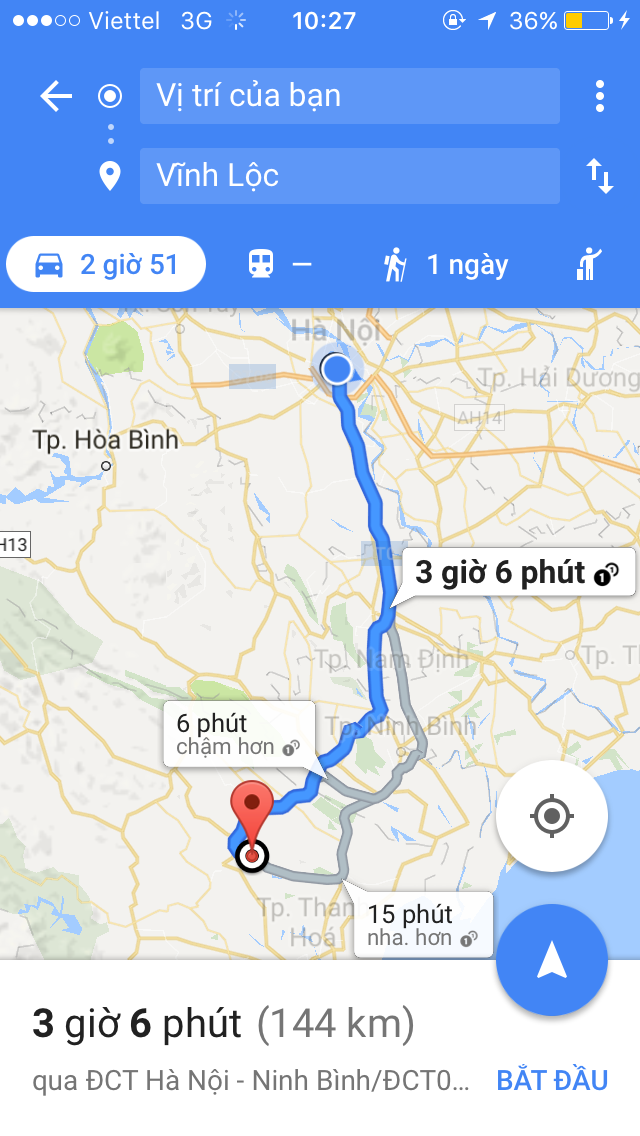 Viettel 3G 10:27 36%
Vị trí của bạn
Vĩnh Lộc
2 giờ 51
1 ngày
Hà Nội
Tp. Hải Dương
AH14
Tp. Hòa Bình
H13
3 giờ 6 phút
Tp. Nam Định
Tp. T
6 phút
chậm hơn
Tp. Ninh Bình
15 phút
nha. hơn
Tp. Than
Hoá
3 giờ 6 phút (144 km)
qua ĐCT Hà Nội - Ninh Bình/ĐCT0...
BẮT ĐẦU